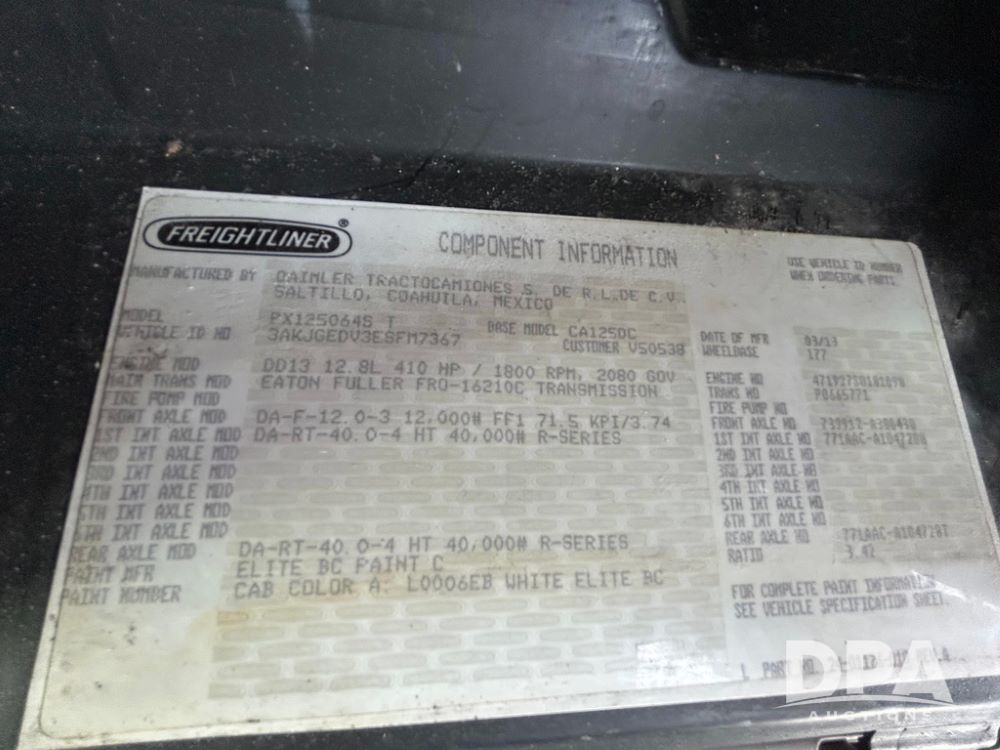 FREIGHTLINER®
COMPONENT INFORMATION
USE VEHICLE ID NUMBER
WHEN ORDERING PARTS
MANUFACTURED BY DAIMLER TRACTOCAMIONES S. DE R.L.DE C.V.
SALTILLO, COAHUILA, MEXICO
MODEL PX125064S T BASE MODEL CA125DC DATE OF MFR 03/13
VEHICLE ID NO 3AKJGEDV3ESFM7367 CUSTOMER V50538 WHEELBASE 177
ENGINE MOD DD13 12.8L 410 HP / 1800 RPM, 2080 GOV ENGINE NO
MAIN TRANS MOD EATON FULLER FRO-16210C TRANSMISSION TRANS NO P0665771
FIRE PUMP MOD FIRE PUMP NO
FRONT AXLE MOD DA-F-12.0-3 12,000# FF1 71.5 KPI/3.74 FRONT AXLE NO
1ST INT AXLE MOD DA-RT-40.0-4 HT 40,000# R-SERIES 1ST INT AXLE NO
2ND INT AXLE MOD 2ND INT AXLE NO
3RD INT AXLE MOD 3RD INT AXLE NO
4TH INT AXLE MOD 4TH INT AXLE NO
5TH INT AXLE MOD 5TH INT AXLE NO
6TH INT AXLE MOD 6TH INT AXLE NO
REAR AXLE MOD DA-RT-40.0-4 HT 40,000# R-SERIES REAR AXLE NO 771AAC-A104728T
PAINT MFR ELITE BC PAINT C RATIO 3.42
PAINT NUMBER CAB COLOR A: L0006EB WHITE ELITE BC
FOR COMPLETE PAINT INFORMATION
SEE VEHICLE SPECIFICATION SHEET.
PART NO.
DPA
AUCTIONS